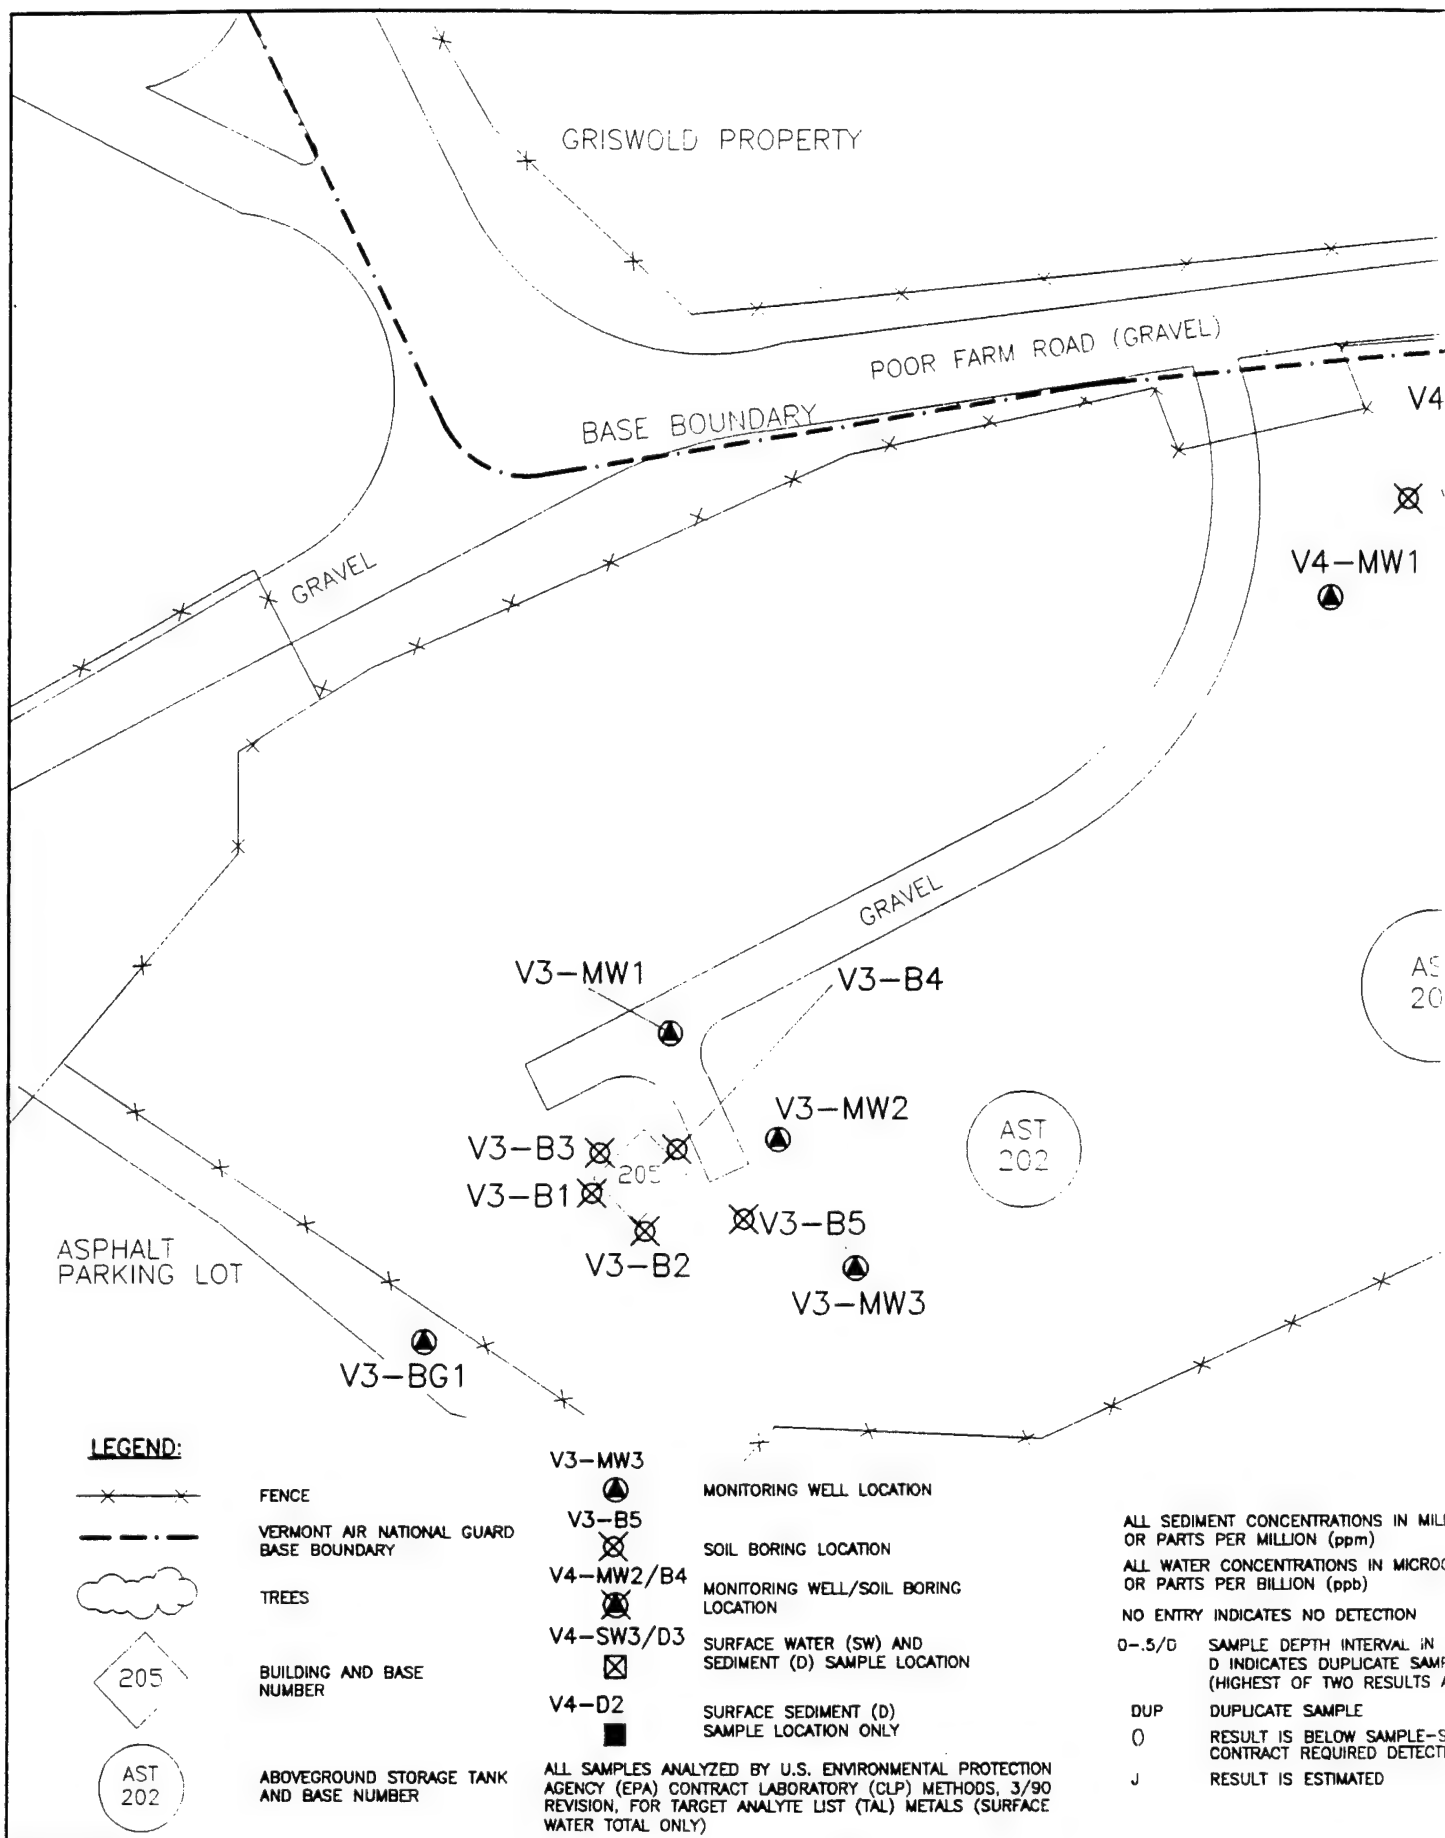 GRISWOLD PROPERTY
POOR FARM ROAD (GRAVEL)
BASE BOUNDARY
V4
V4-MW1
GRAVEL
GRAVEL
V3-MW1
V3-B4
V3-MW2
AST
202
V3-B3
205
V3-B1
V3-B5
V3-B2
V3-MW3
ASPHALT
PARKING LOT
V3-BG1
LEGEND:
FENCE
VERMONT AIR NATIONAL GUARD
BASE BOUNDARY
TREES
205
BUILDING AND BASE
NUMBER
AST
202
ABOVEGROUND STORAGE TANK
AND BASE NUMBER
V3-MW3
MONITORING WELL LOCATION
V3-B5
SOIL BORING LOCATION
V4-MW2/B4
MONITORING WELL/SOIL BORING
LOCATION
V4-SW3/D3
SURFACE WATER (SW) AND
SEDIMENT (D) SAMPLE LOCATION
V4-D2
SURFACE SEDIMENT (D)
SAMPLE LOCATION ONLY
ALL SAMPLES ANALYZED BY U.S. ENVIRONMENTAL PROTECTION
AGENCY (EPA) CONTRACT LABORATORY (CLP) METHODS, 3/90
REVISION, FOR TARGET ANALYTE LIST (TAL) METALS (SURFACE
WATER TOTAL ONLY)
ALL SEDIMENT CONCENTRATIONS IN
OR PARTS PER MILLION (ppm)
ALL WATER CONCENTRATIONS IN
OR PARTS PER BILLION (ppb)
NO ENTRY INDICATES NO DETECTION
0-.5/D SAMPLE DEPTH INTERVAL IN
D INDICATES DUPLICATE
(HIGHEST OF TWO RESULTS
DUP DUPLICATE SAMPLE
() RESULT IS BELOW
CONTRACT REQUIRED
J RESULT IS ESTIMATED